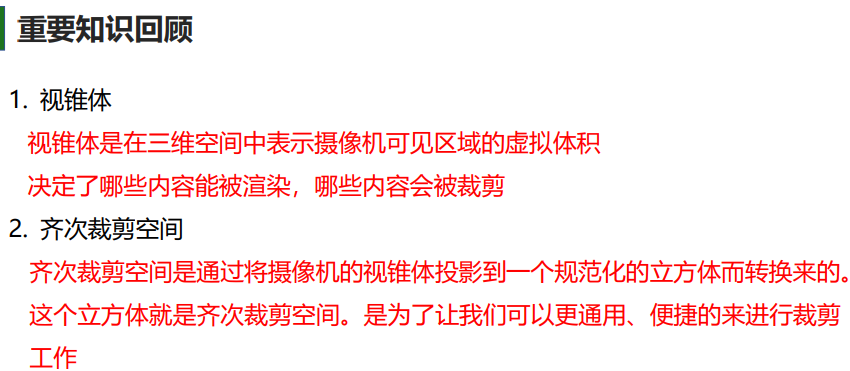 重要知识回顾
1. 视锥体
视锥体是在三维空间中表示摄像机可见区域的虚拟体积
决定了哪些内容能被渲染，哪些内容会被裁剪
2. 齐次裁剪空间
齐次裁剪空间是通过将摄像机的视锥体投影到一个规范化的立方体而转换来的。
这个立方体就是齐次裁剪空间。是为了让我们可以更通用、便捷的来进行裁剪
工作